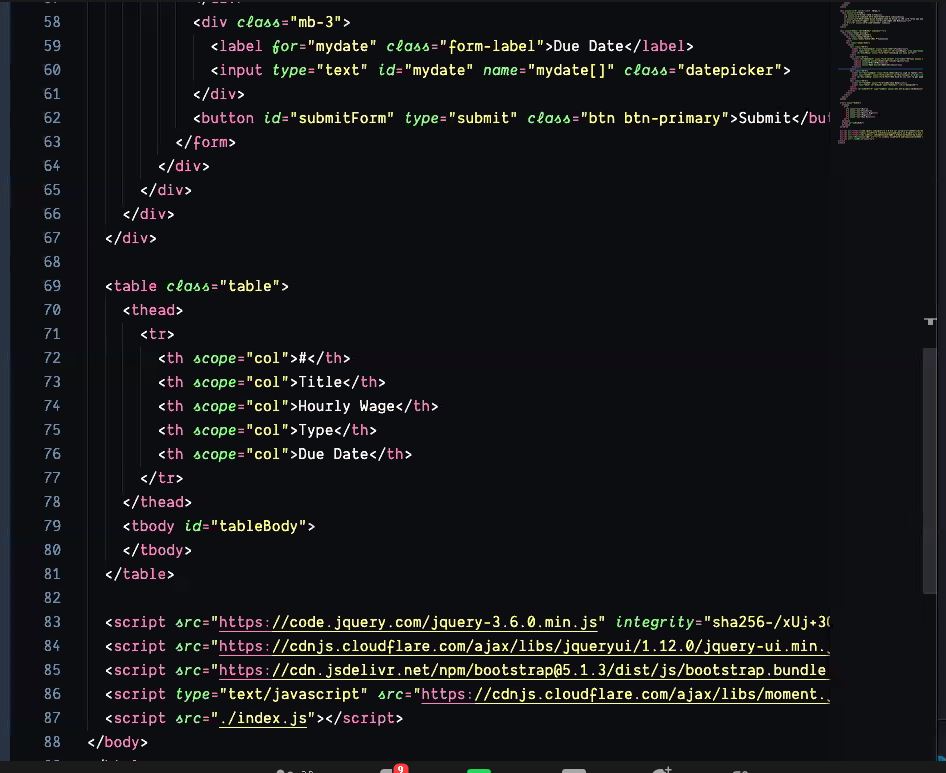 58 <div class="mb-3">
59 <label for="mydate" class="form-label">Due Date</label>
60 <input type="text" id="mydate" name="mydate[]" class="datepicker">
61 </div>
62 <button id="submitForm" type="submit" class="btn btn-primary">Submit</but
63 </form>
64 </div>
65 </div>
66 </div>
67 </div>
68
69 <table class="table">
70 <thead>
71 <tr>
72 <th scope="col">#</th>
73 <th scope="col">Title</th>
74 <th scope="col">Hourly Wage</th>
75 <th scope="col">Type</th>
76 <th scope="col">Due Date</th>
77 </tr>
78 </thead>
79 <tbody id="tableBody">
80 </tbody>
81 </table>
82
83 <script src="https://code.jquery.com/jquery-3.6.0.min.js" integrity="sha256-/xUj+3O
84 <script src="https://cdnjs.cloudflare.com/ajax/libs/jqueryui/1.12.0/jquery-ui.min.
85 <script src="https://cdn.jsdelivr.net/npm/bootstrap@5.1.3/dist/js/bootstrap.bundle
86 <script type="text/javascript" src="https://cdnjs.cloudflare.com/ajax/libs/moment.
87 <script src="./index.js"></script>
88 </body>
9